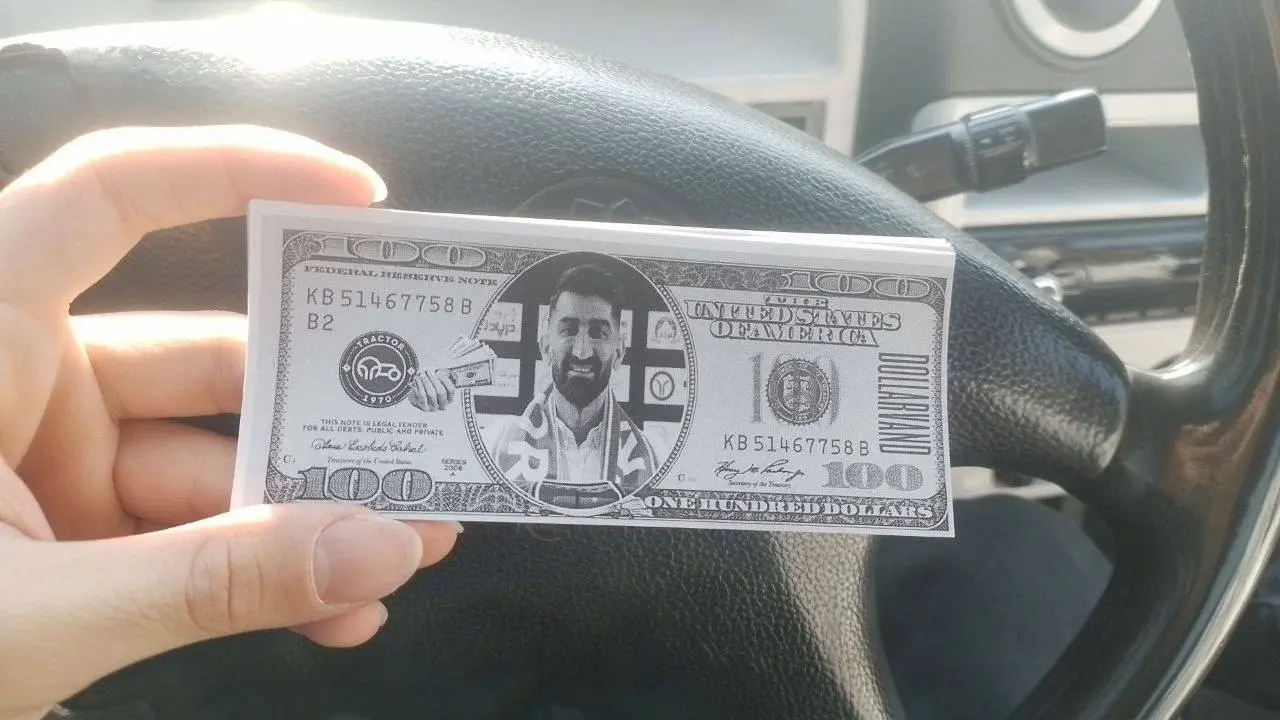 100
100
FEDERAL RESERVE NOTE
KB 51467758 B
B2
THE
UNITED STATES
OF AMERICA
TRACTOR
1970
100
DOLLARVAND
THIS NOTE IS LEGAL TENDER
FOR ALL DEBTS, PUBLIC AND PRIVATE
KB 51467758 B
Treasurer of the United States
SERIES
2006
A
Secretary of the Treasury
C
C
100
100
ONE HUNDRED DOLLARS